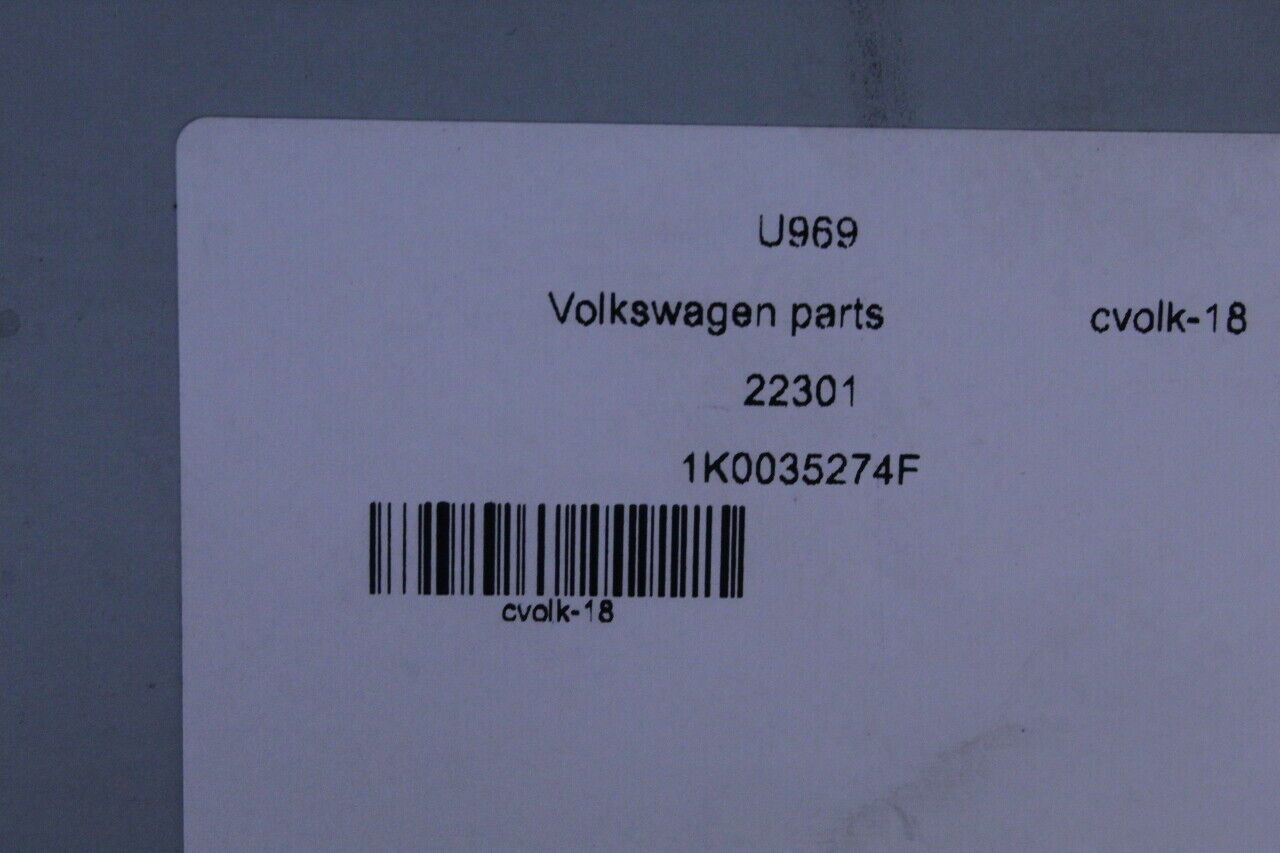 U969
Volkswagen parts cvolk-18
22301
1K0035274F
cvolk-18